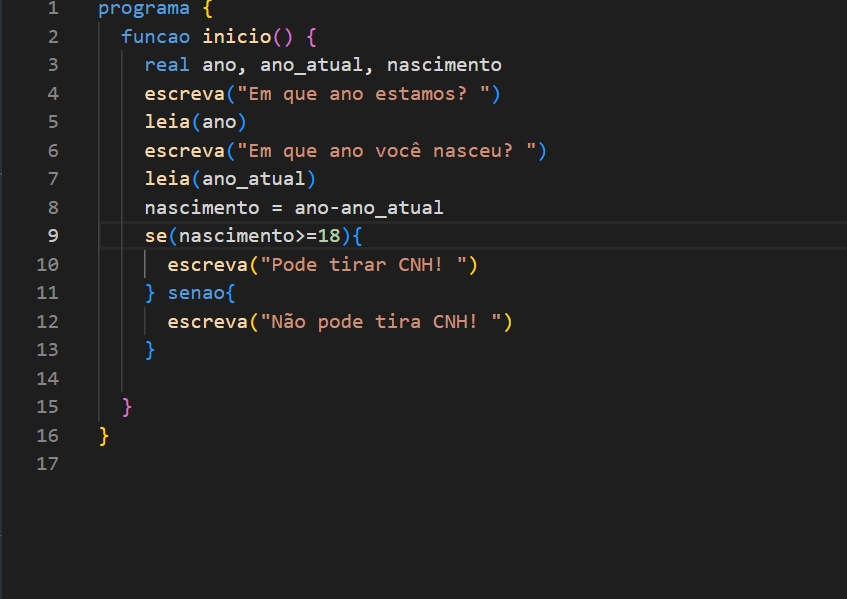 1 programa {
2 funcao inicio() {
3 real ano, ano_atual, nascimento
4 escreva("Em que ano estamos? ")
5 leia(ano)
6 escreva("Em que ano você nasceu? ")
7 leia(ano_atual)
8 nascimento = ano-ano_atual
9 se(nascimento>=18){
10 escreva("Pode tirar CNH! ")
11 } senao{
12 escreva("Não pode tira CNH! ")
13 }
14
15 }
16 }
17